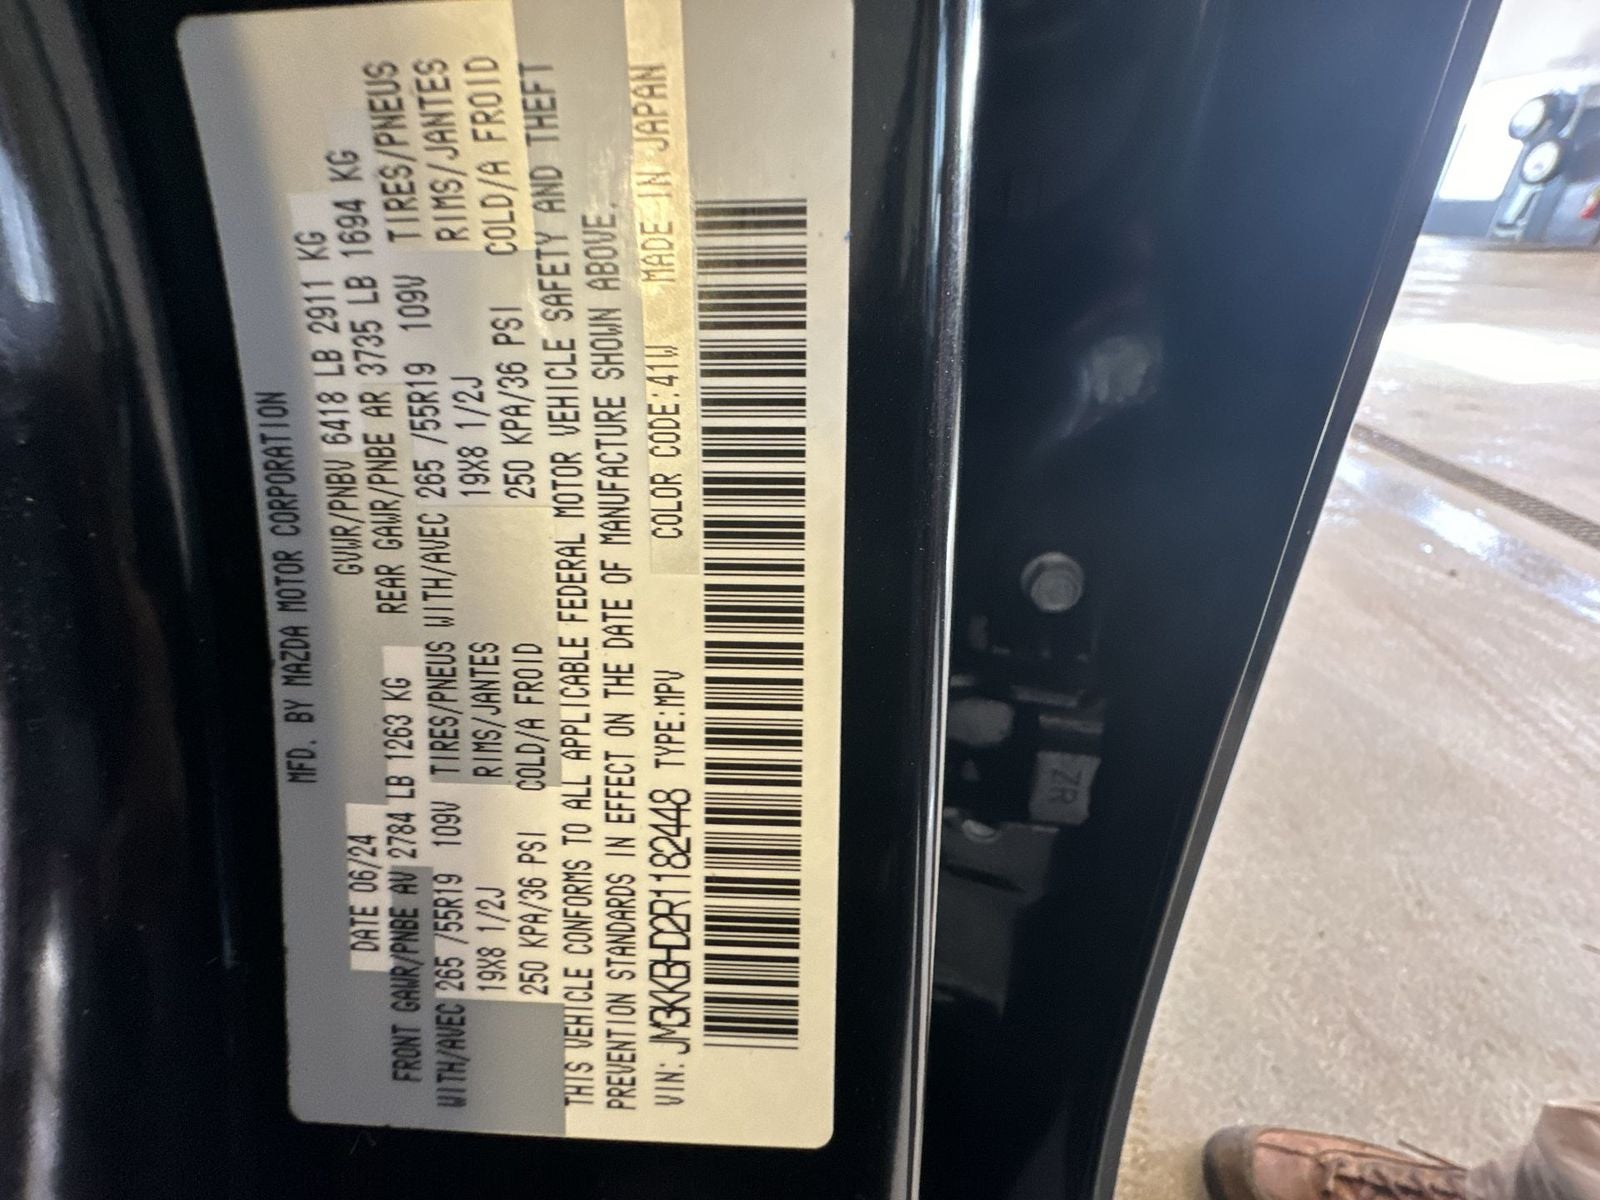 MFD. BY MAZDA MOTOR CORPORATION
DATE 06/24 GVWR/PNBV 6418 LB 2911 KG
FRONT GAWR/PNBE AV 2784 LB 1263 KG REAR GAWR/PNBE AR 3735 LB 1694 KG
WITH/AVEC 265 /55R19 109V TIRES/PNEUS WITH/AVEC 265 /55R19 109V TIRES/PNEUS
19X8 1/2J RIMS/JANTES 19X8 1/2J RIMS/JANTES
250 KPA/36 PSI COLD/A FROID 250 KPA/36 PSI COLD/A FROID
THIS VEHICLE CONFORMS TO ALL APPLICABLE FEDERAL MOTOR VEHICLE SAFETY AND THEFT
PREVENTION STANDARDS IN EFFECT ON THE DATE OF MANUFACTURE SHOWN ABOVE.
VIN: JM3KKBHD2R1182448 TYPE:MPV COLOR CODE:41W MADE IN JAPAN
ZR